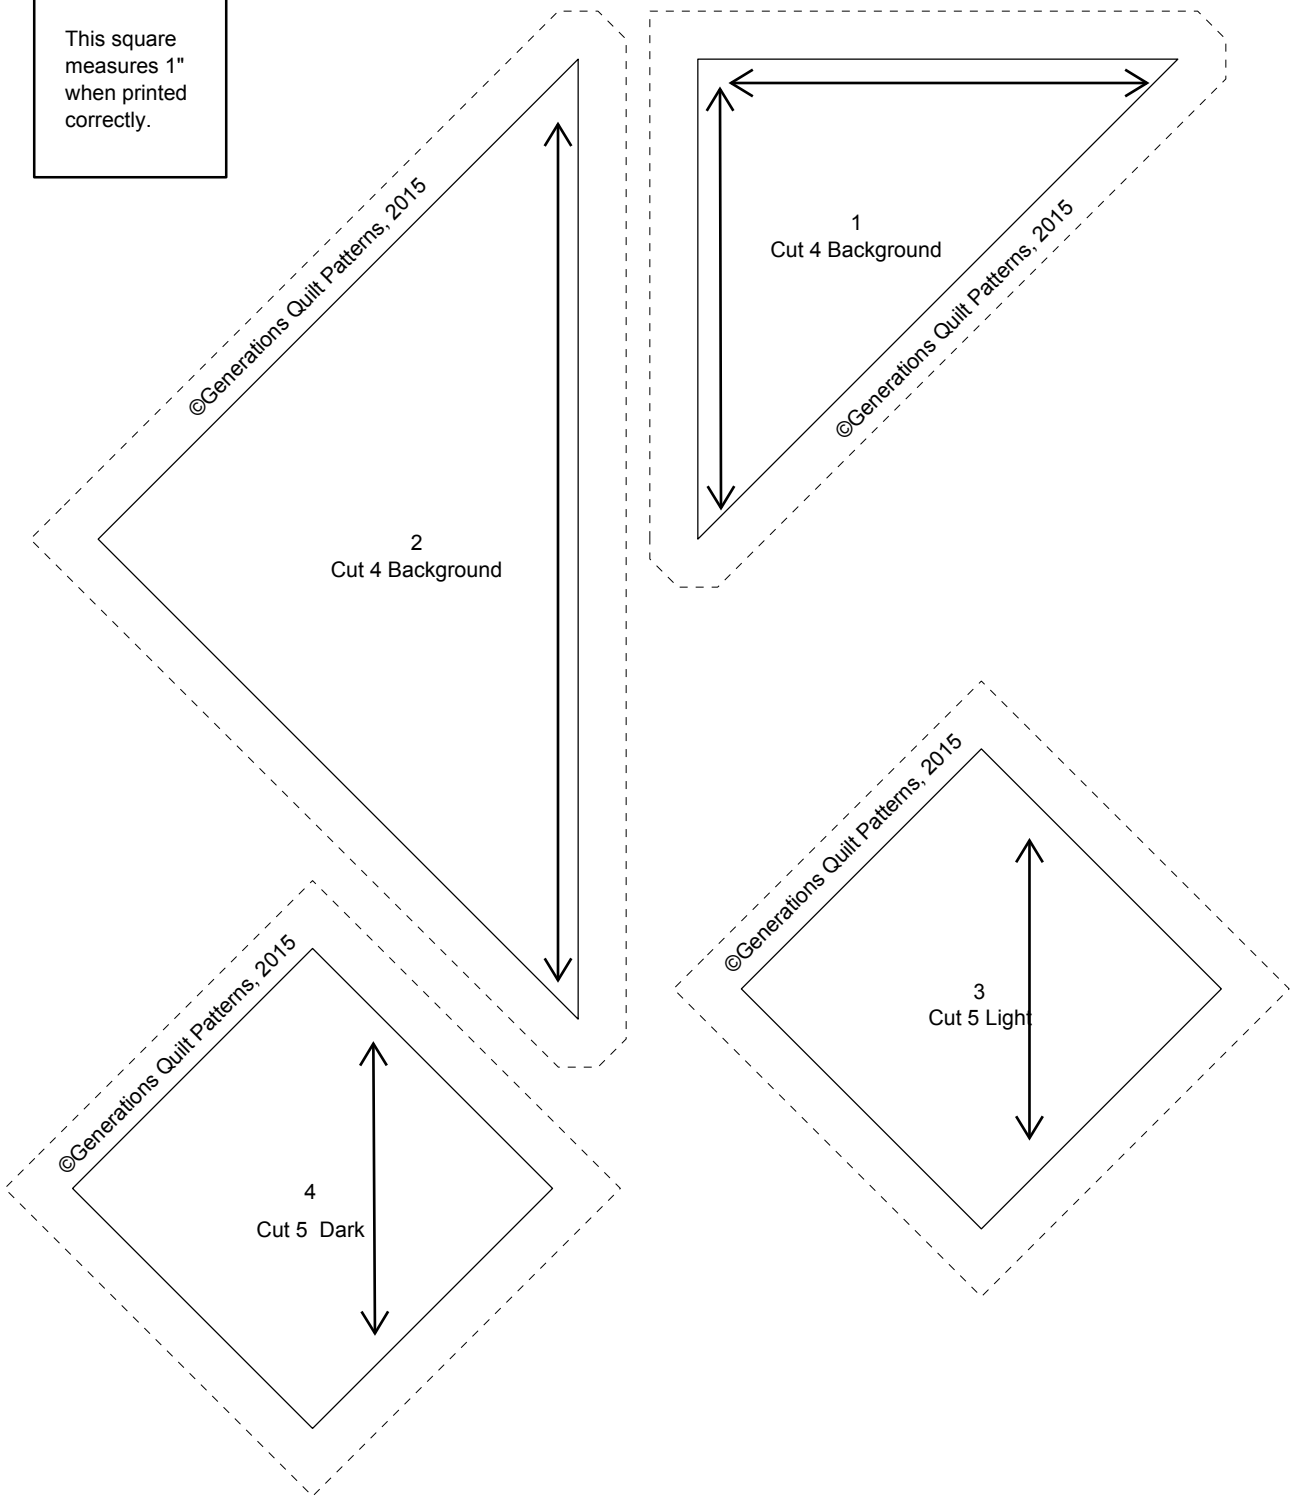 This square
measures 1"
when printed
correctly.
©Generations Quilt Patterns, 2015
1
Cut 4 Background
©Generations Quilt Patterns, 2015
2
Cut 4 Background
©Generations Quilt Patterns, 2015
3
Cut 5 Light
©Generations Quilt Patterns, 2015
4
Cut 5  Dark